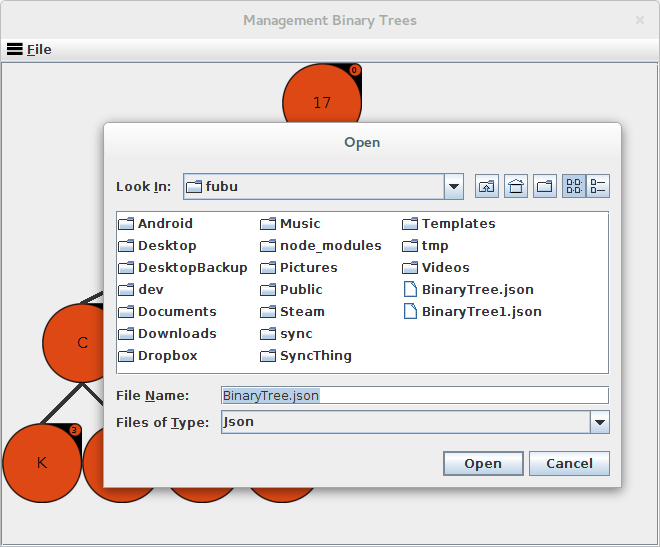 Management Binary Trees
File
0
17
Open
Look In: fubu
Android Music Templates
Desktop node_modules tmp
DesktopBackup Pictures Videos
dev Public BinaryTree.json
Documents Steam BinaryTree1.json
Downloads sync
Dropbox SyncThing
C
File Name: BinaryTree.json
Files of Type: Json
3
K
Open Cancel